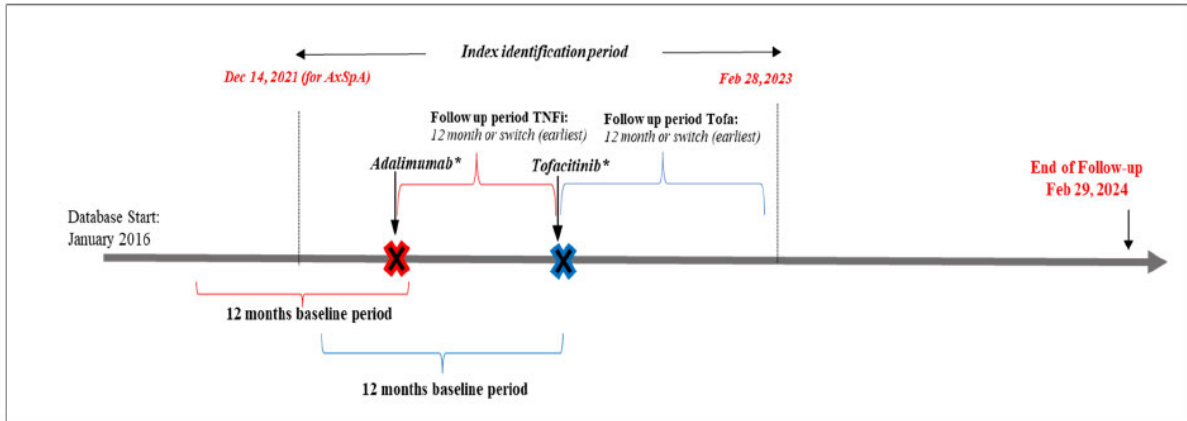 Index identification period
Dec 14, 2021 (for AxSpA)
Feb 28, 2023
Follow up period TNFi:
12 month or switch (earliest)
Follow up period Tofa:
12 month or switch (earliest)
Adalimumab*
Tofacitinib*
End of Follow-up
Feb 29, 2024
Database Start:
January 2016
X
X
12 months baseline period
12 months baseline period